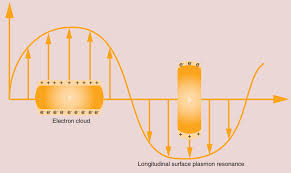 e⁻ e⁻ e⁻ e⁻
+ + + +
+ + + + + + + +
e⁻ e⁻ e⁻ e⁻ e⁻ e⁻ e⁻ e⁻
+ + + +
e⁻ e⁻ e⁻ e⁻
Electron cloud
Longitudinal surface plasmon resonance